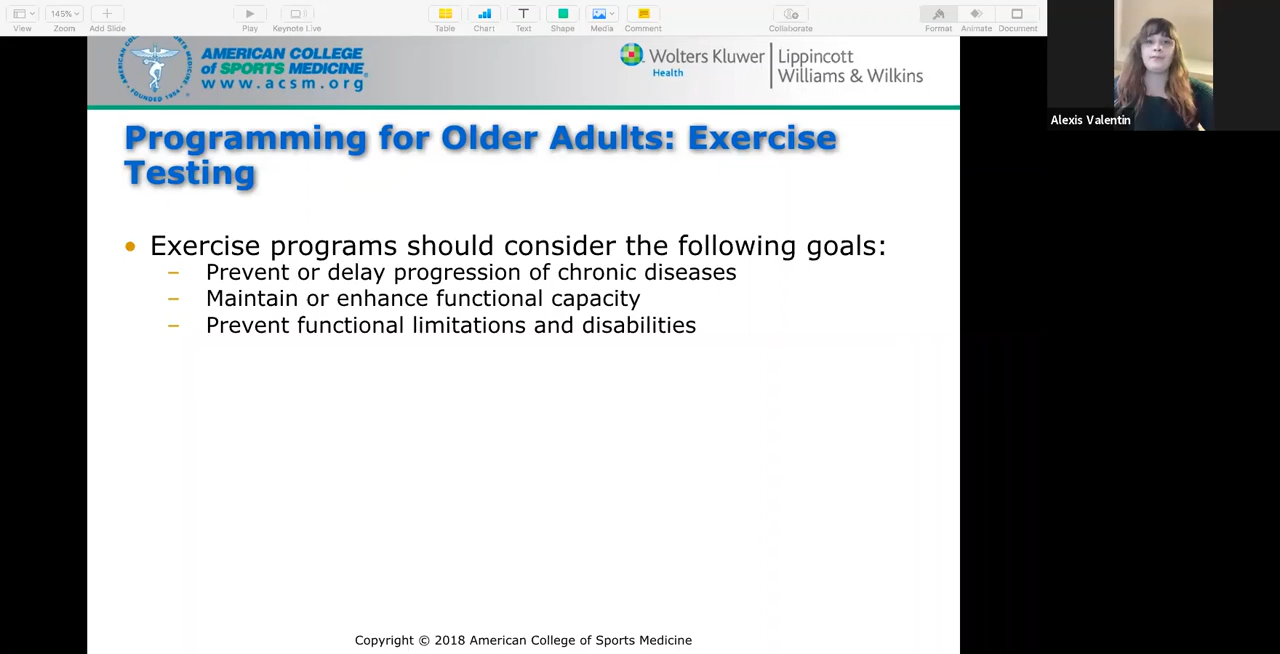 View
145%
Zoom
Add Slide
Play
Keynote Live
Table
Chart
Text
Shape
Media
Comment
Collaborate
Format
Animate
Document
AMERICAN COLLEGE
of SPORTS MEDICINE
www.acsm.org
FOUNDED 1954
Wolters Kluwer
Health
Lippincott
Williams & Wilkins
Alexis Valentin
Programming for Older Adults: Exercise
Testing
• Exercise programs should consider the following goals:
– Prevent or delay progression of chronic diseases
– Maintain or enhance functional capacity
– Prevent functional limitations and disabilities
Copyright © 2018 American College of Sports Medicine